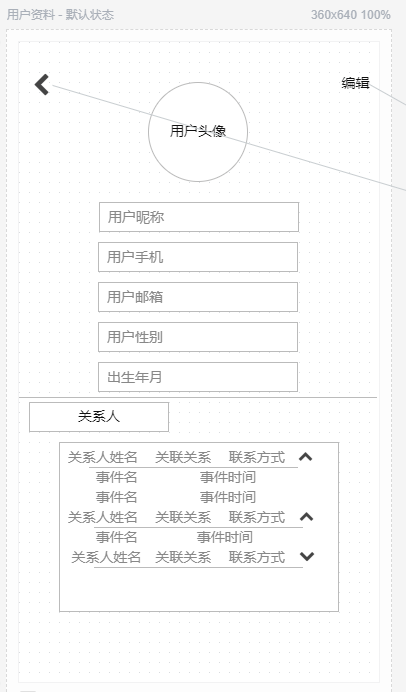 用户资料 - 默认状态 360x640 100%
编辑
用户头像
用户昵称
用户手机
用户邮箱
用户性别
出生年月
关系人
关系人姓名 关联关系 联系方式
事件名 事件时间
事件名 事件时间
关系人姓名 关联关系 联系方式
事件名 事件时间
关系人姓名 关联关系 联系方式